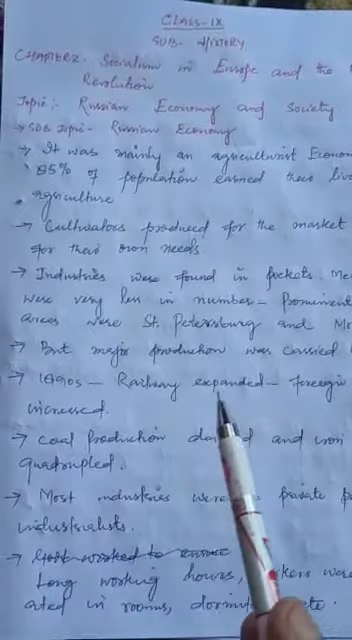 CLASS-IX
SUB- History
CHAPTER2. Socialism in Europe and the
Revolution
Topic:- Russian Economy and Society
→ SUB Topic- Russian Economy
→ It was mainly an agriculturist Econom
85% of population earned their liv
agriculture
→ Cultivators produced for the market
for their own needs
→ Industries were found in pockets.
were very less in number- Prominent
areas were St. Petersburg and
→ But major production was carried
→ 1890s- Railway expanded- foreign
increased.
→ Coal Production and iron
quadrupled.
→ Most industries were private
industrialists.
→ Govt worked to
Long working hours, were
ated in rooms,